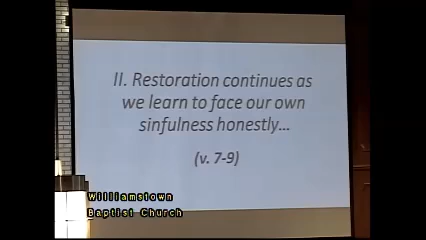 II. Restoration continues as
we learn to face our own
sinfulness honestly...
(v. 7-9)
Williamstown
Baptist Church